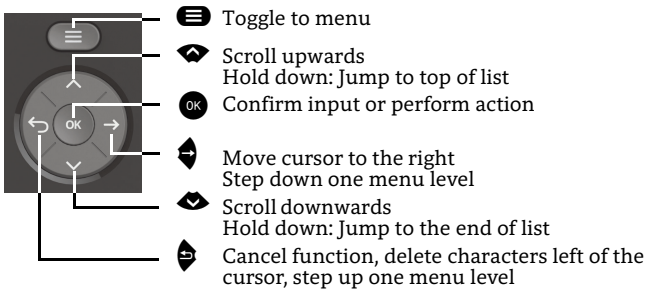 Toggle to menu
Scroll upwards
Hold down: Jump to top of list
OK Confirm input or perform action
OK
Move cursor to the right
Step down one menu level
Scroll downwards
Hold down: Jump to the end of list
Cancel function, delete characters left of the
cursor, step up one menu level